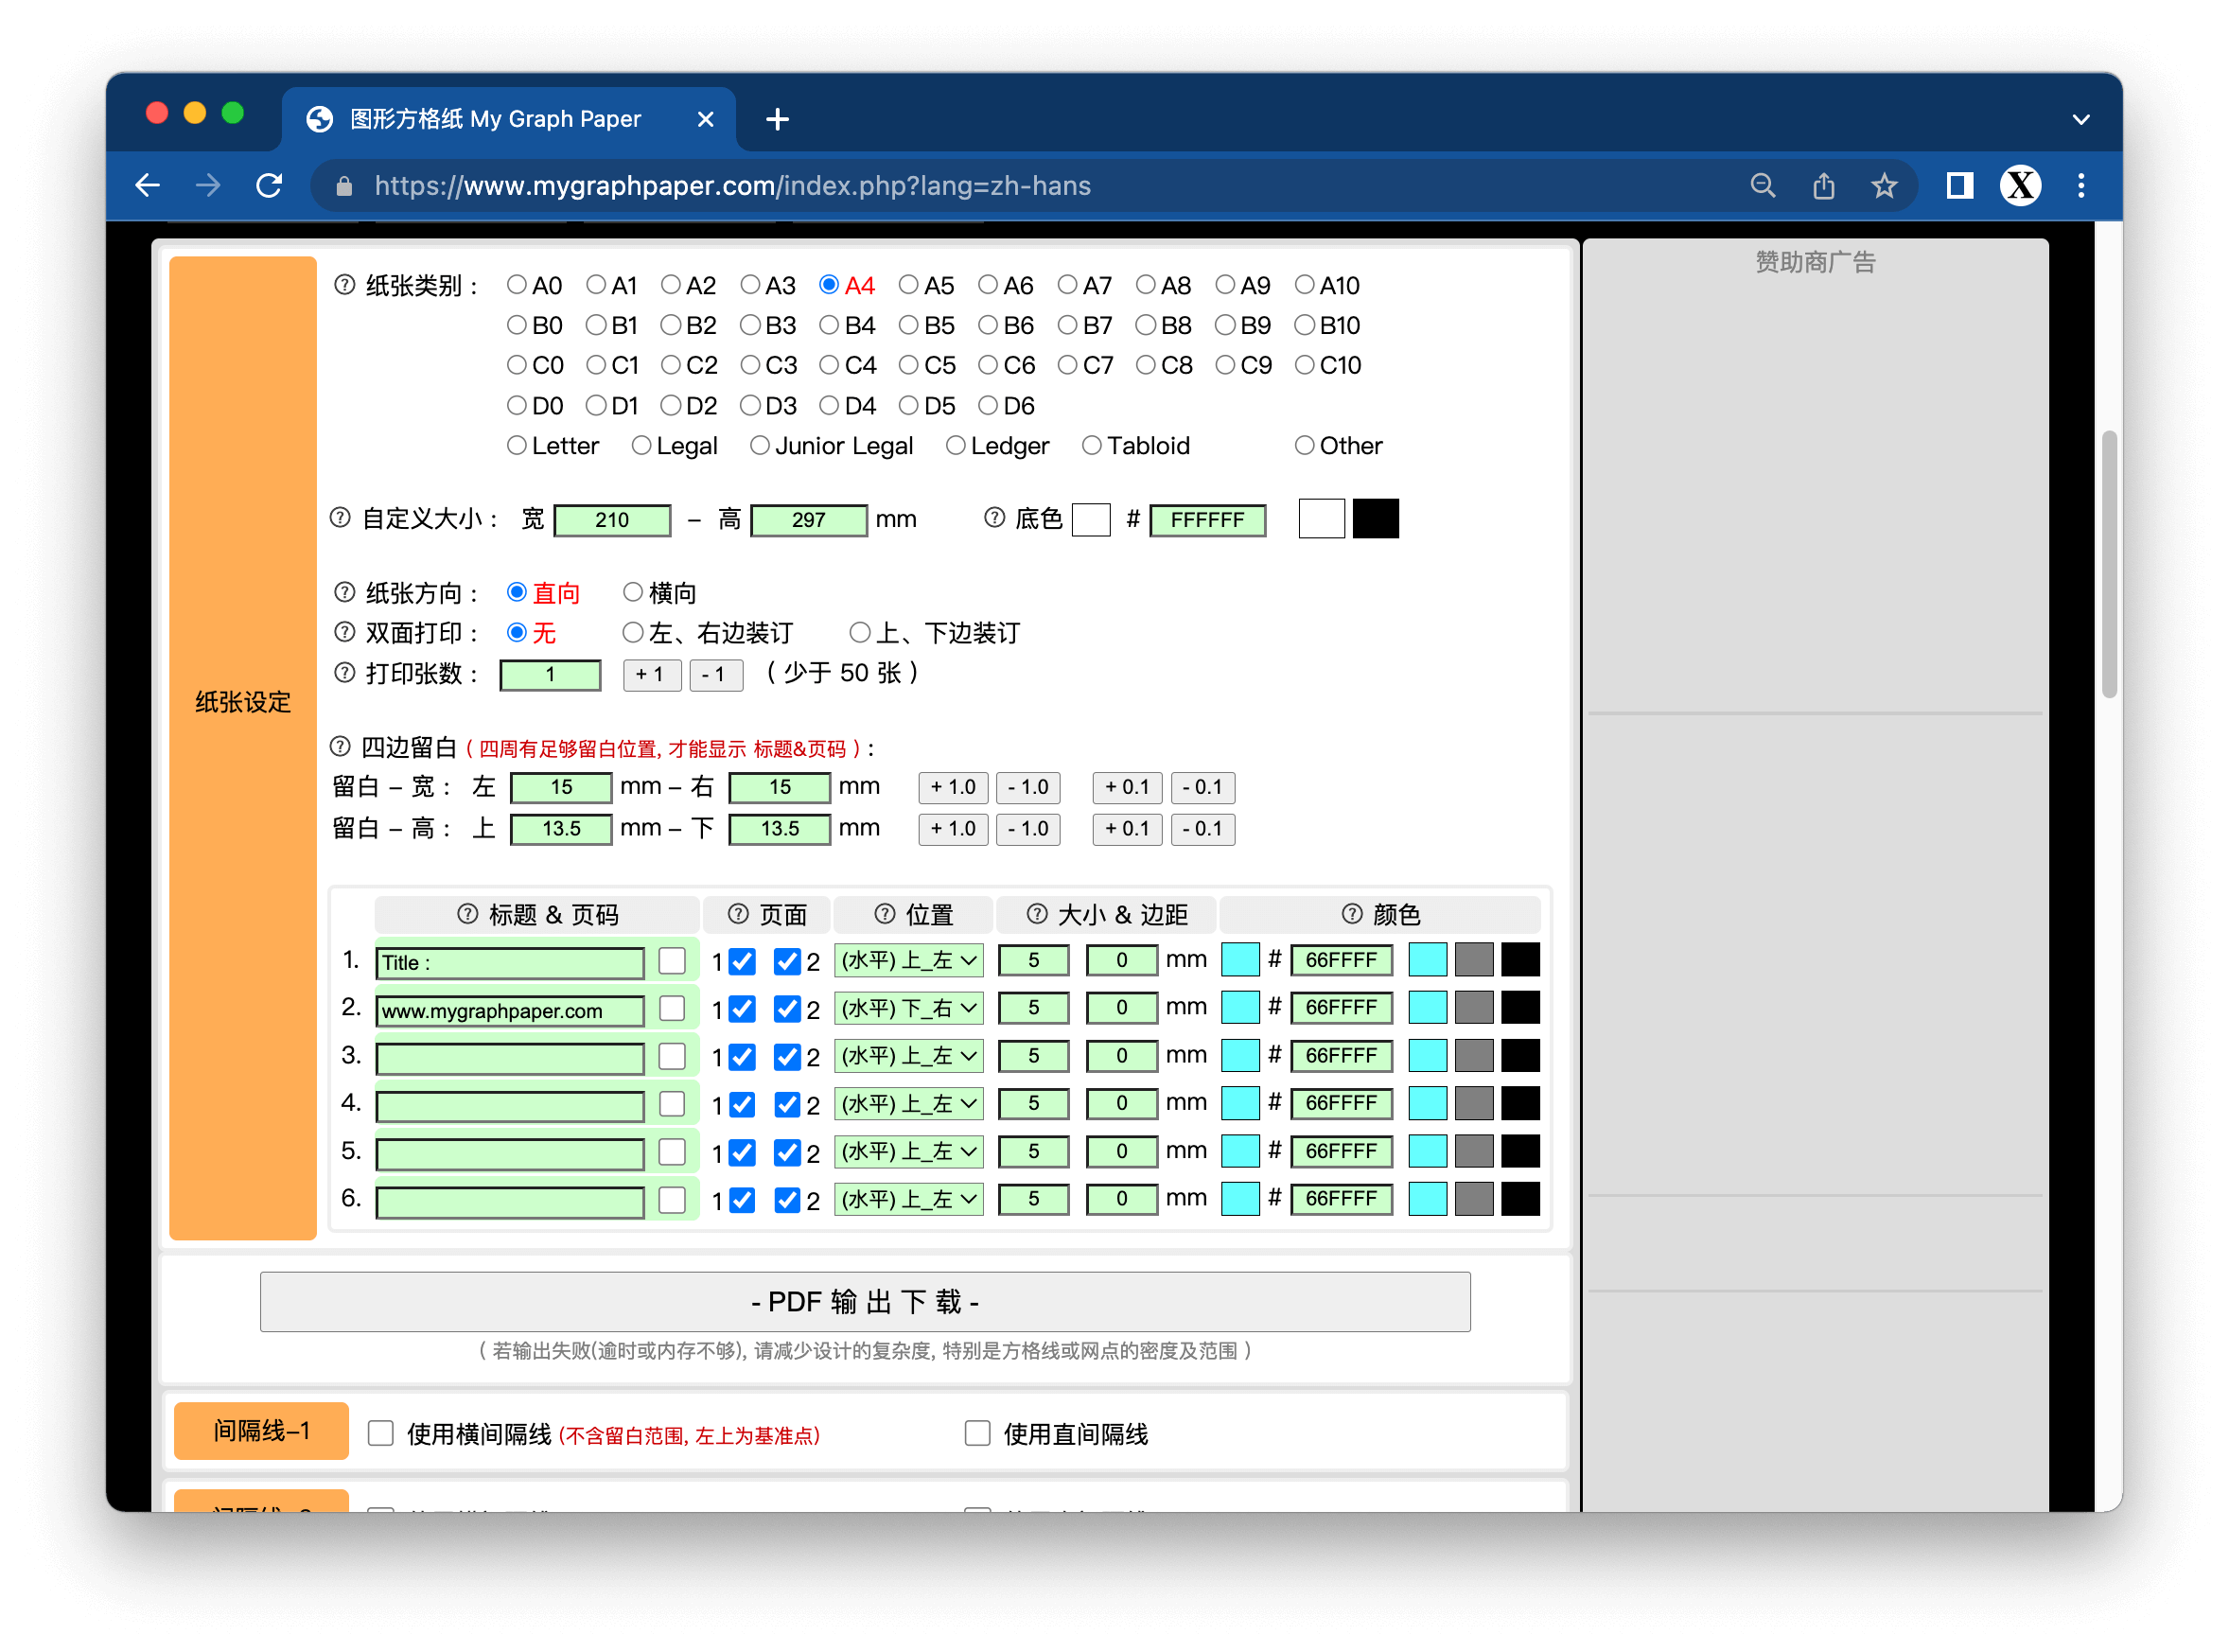 图形方格纸 My Graph Paper
https://www.mygraphpaper.com/index.php?lang=zh-hans
X
赞助商广告
纸张设定
? 纸张类别 : A0 A1 A2 A3 A4 A5 A6 A7 A8 A9 A10
B0 B1 B2 B3 B4 B5 B6 B7 B8 B9 B10
C0 C1 C2 C3 C4 C5 C6 C7 C8 C9 C10
D0 D1 D2 D3 D4 D5 D6
Letter Legal Junior Legal Ledger Tabloid Other
? 自定义大小 : 宽 210 – 高 297 mm ? 底色 # FFFFFF
? 纸张方向 : 直向 横向
? 双面打印 : 无 左、右边装订 上、下边装订
? 打印张数 : 1 + 1 - 1 ( 少于 50 张 )
? 四边留白 ( 四周有足够留白位置, 才能显示 标题&页码 ) :
留白 – 宽 : 左 15 mm – 右 15 mm + 1.0 - 1.0 + 0.1 - 0.1
留白 – 高 : 上 13.5 mm – 下 13.5 mm + 1.0 - 1.0 + 0.1 - 0.1
? 标题 & 页码 ? 页面 ? 位置 ? 大小 & 边距 ? 颜色
1. Title : 1 2 (水平) 上_左 5 0 mm # 66FFFF
2. www.mygraphpaper.com 1 2 (水平) 下_右 5 0 mm # 66FFFF
3. 1 2 (水平) 上_左 5 0 mm # 66FFFF
4. 1 2 (水平) 上_左 5 0 mm # 66FFFF
5. 1 2 (水平) 上_左 5 0 mm # 66FFFF
6. 1 2 (水平) 上_左 5 0 mm # 66FFFF
- PDF 输 出 下 载 -
( 若输出失败(逾时或内存不够), 请减少设计的复杂度, 特别是方格线或网点的密度及范围 )
间隔线–1 使用横间隔线 (不含留白范围, 左上为基准点) 使用直间隔线